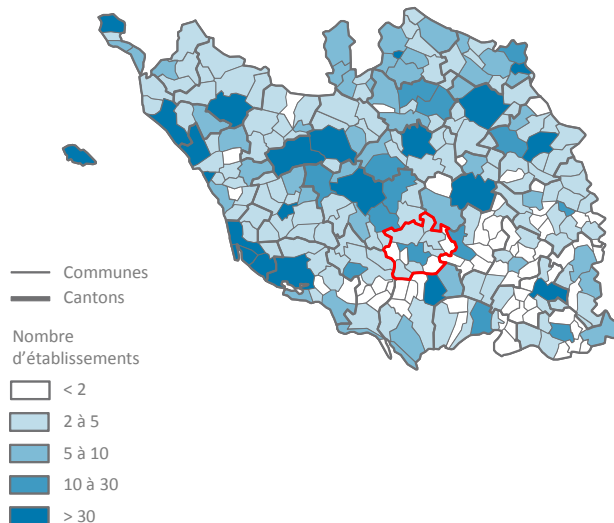 Communes
Cantons
Nombre
d’établissements
< 2
2 à 5
5 à 10
10 à 30
> 30